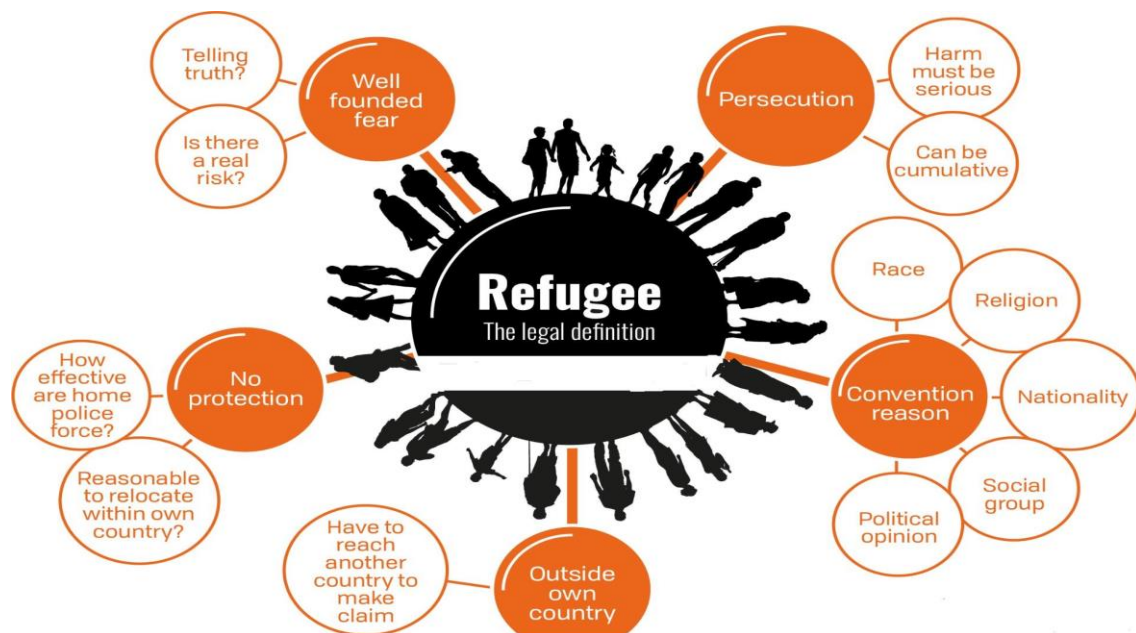 Telling
truth?
Is there
a real
risk?
Well
founded
fear
Persecution
Harm
must be
serious
Can be
cumulative
Refugee
The legal definition
Race
Religion
Nationality
Social
group
Political
opinion
Convention
reason
How
effective
are home
police
force?
Reasonable
to relocate
within own
country?
No
protection
Have to
reach
another
country to
make
claim
Outside
own
country